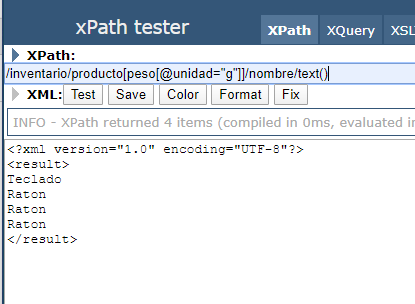 xPath tester
XPath XQuery XSL
XPath:
/inventario/producto[peso[@unidad="g"]]/nombre/text()
XML: Test Save Color Format Fix
INFO - XPath returned 4 items (compiled in 0ms, evaluated in
<?xml version="1.0" encoding="UTF-8"?>
<result>
Teclado
Raton
Raton
Raton
</result>